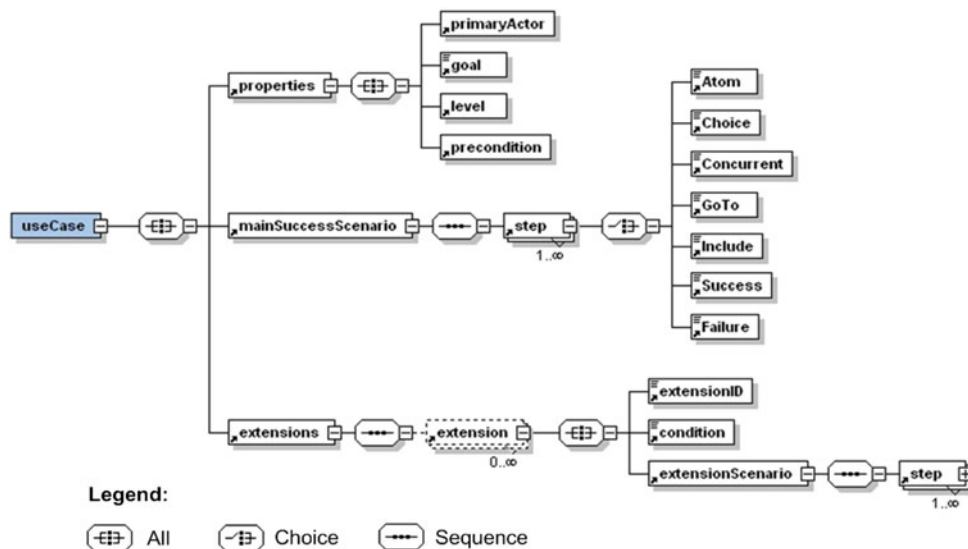 primaryActor
goal
properties
level
precondition
Atom
Choice
Concurrent
useCase
mainSuccessScenario
step
1..∞
GoTo
Include
Success
Failure
extensions
extension
0..∞
extensionID
condition
extensionScenario
step
1..∞
Legend:
All
Choice
Sequence